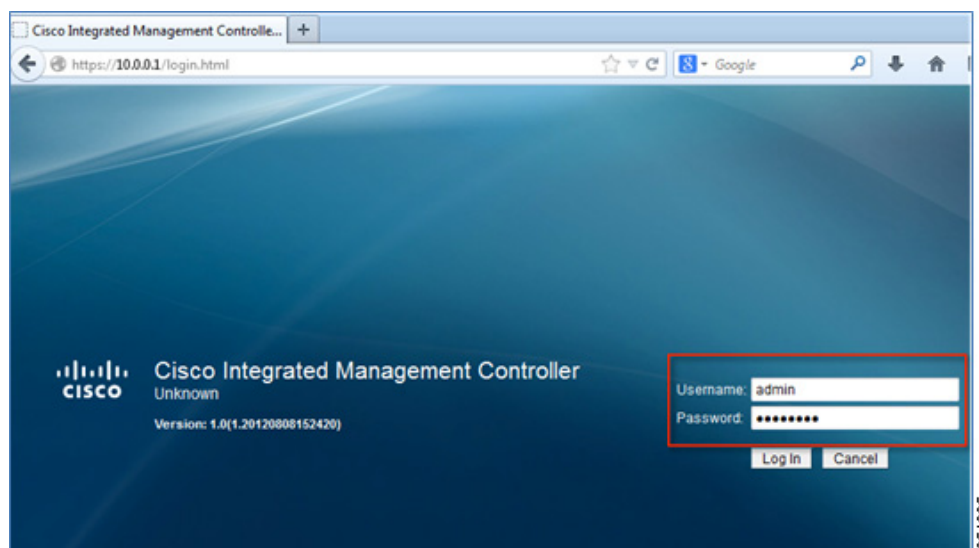 Cisco Integrated Management Controlle...
https://10.0.0.1/login.html
Google
CISCO
Cisco Integrated Management Controller
Unknown
Version: 1.0(1.20120808152420)
Username: admin
Password: ••••••••
Log In
Cancel